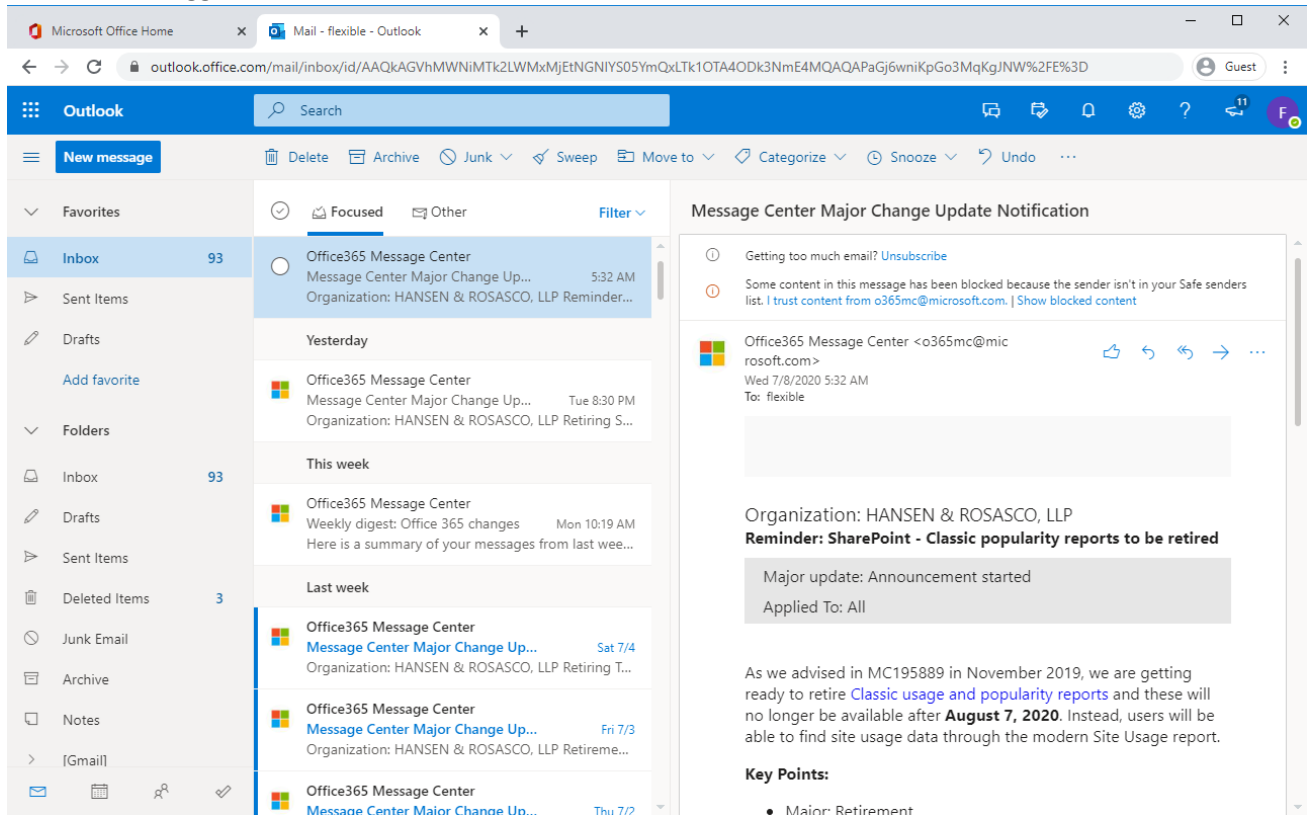 Microsoft Office Home
Mail - flexible - Outlook
outlook.office.com/mail/inbox/id/AAQkAGVhMWNiMTk2LWMxMjEtNGNlYS05YmQxLTk1OTA4ODk3NmE4MQAQAPaGj6wniKpGo3MqKgJNW%2FE%3D
Guest
Outlook
Search
11
F
New message
Delete Archive Junk Sweep Move to Categorize Snooze Undo ...
Favorites
Inbox 93
Sent Items
Drafts
Add favorite
Folders
Inbox 93
Drafts
Sent Items
Deleted Items 3
Junk Email
Archive
Notes
[Gmail]
Focused Other Filter
Office365 Message Center
Message Center Major Change Up... 5:32 AM
Organization: HANSEN & ROSASCO, LLP Reminder...
Yesterday
Office365 Message Center
Message Center Major Change Up... Tue 8:30 PM
Organization: HANSEN & ROSASCO, LLP Retiring S...
This week
Office365 Message Center
Weekly digest: Office 365 changes Mon 10:19 AM
Here is a summary of your messages from last wee...
Last week
Office365 Message Center
Message Center Major Change Up... Sat 7/4
Organization: HANSEN & ROSASCO, LLP Retiring T...
Office365 Message Center
Message Center Major Change Up... Fri 7/3
Organization: HANSEN & ROSASCO, LLP Retireme...
Office365 Message Center
Message Center Major Change Up... Thu 7/2
Message Center Major Change Update Notification
Getting too much email? Unsubscribe
Some content in this message has been blocked because the sender isn't in your Safe senders
list. I trust content from o365mc@microsoft.com. | Show blocked content
Office365 Message Center <o365mc@mic
rosoft.com>
Wed 7/8/2020 5:32 AM
To: flexible
Organization: HANSEN & ROSASCO, LLP
Reminder: SharePoint - Classic popularity reports to be retired
Major update: Announcement started
Applied To: All
As we advised in MC195889 in November 2019, we are getting
ready to retire Classic usage and popularity reports and these will
no longer be available after August 7, 2020. Instead, users will be
able to find site usage data through the modern Site Usage report.
Key Points:
• Major: Retirement